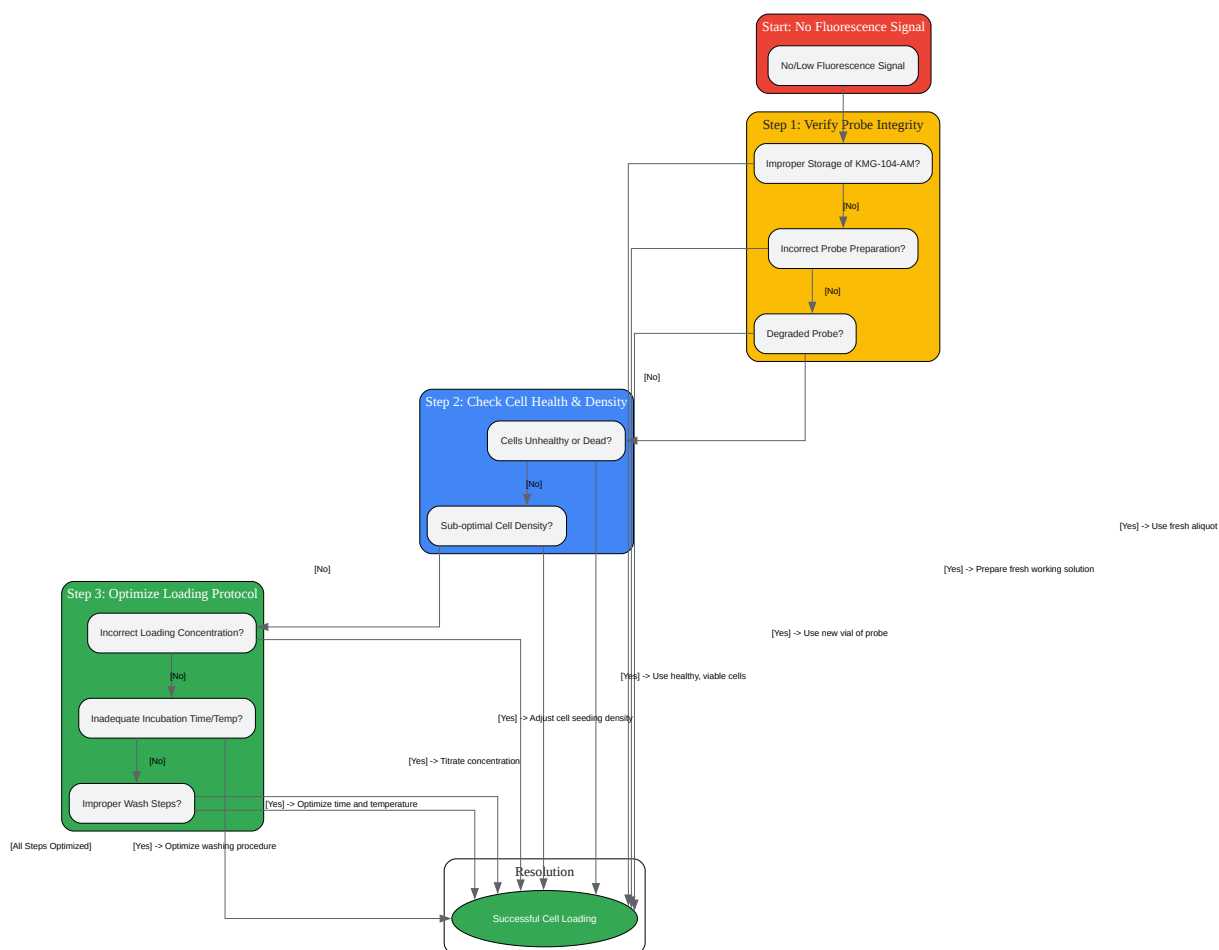 Start: No Fluorescence Signal
No/Low Fluorescence Signal
Step 1: Verify Probe Integrity
Improper Storage of KMG-104-AM?
[No]
Incorrect Probe Preparation?
[No]
Degraded Probe?
[No]
Step 2: Check Cell Health & Density
Cells Unhealthy or Dead?
[No]
Sub-optimal Cell Density?
[Yes] -> Use fresh aliquot
[No]
[Yes] -> Prepare fresh working solution
Step 3: Optimize Loading Protocol
Incorrect Loading Concentration?
[Yes] -> Use new vial of probe
[No]
[Yes] -> Use healthy, viable cells
Inadequate Incubation Time/Temp?
[Yes] -> Adjust cell seeding density
[No]
[Yes] -> Titrate concentration
Improper Wash Steps?
[Yes] -> Optimize time and temperature
[All Steps Optimized]
[Yes] -> Optimize washing procedure
Resolution
Successful Cell Loading